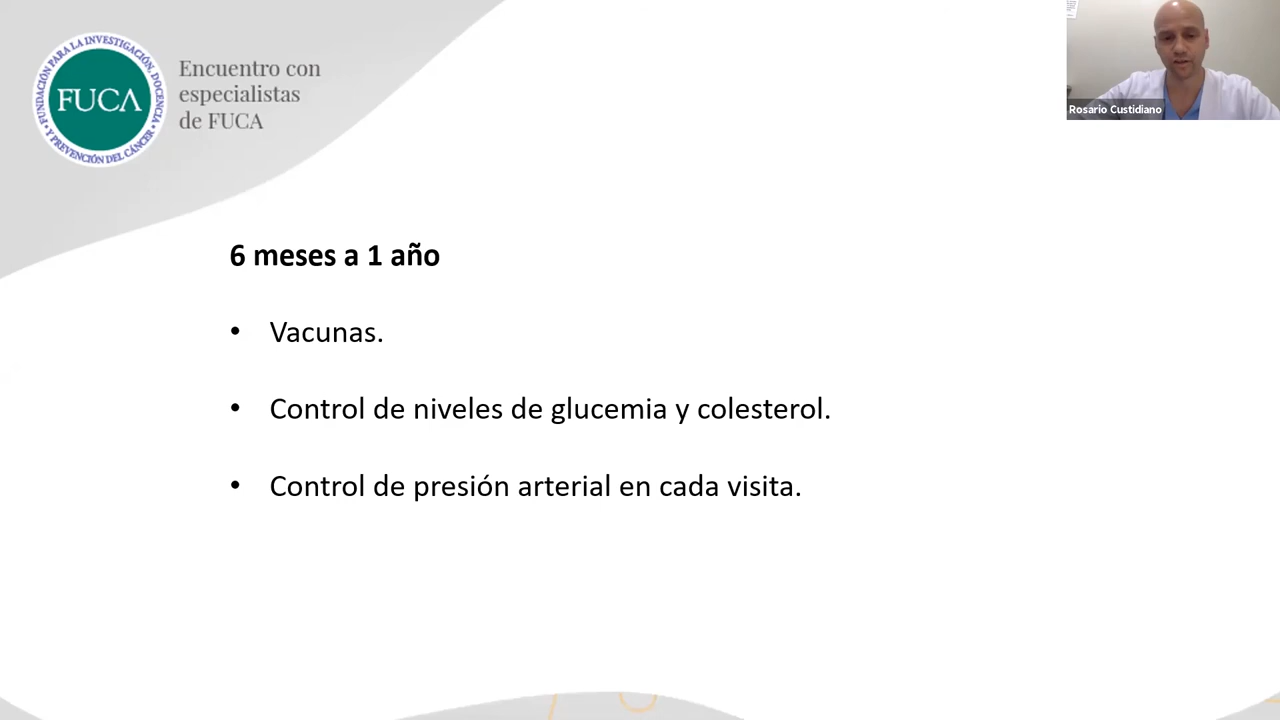 FUNDACIÓN PARA LA INVESTIGACIÓN, DOCENCIA
Y PREVENCIÓN DEL CÁNCER
FUCA
Encuentro con
especialistas
de FUCA
Rosario Custidiano
6 meses a 1 año
• Vacunas.
• Control de niveles de glucemia y colesterol.
• Control de presión arterial en cada visita.